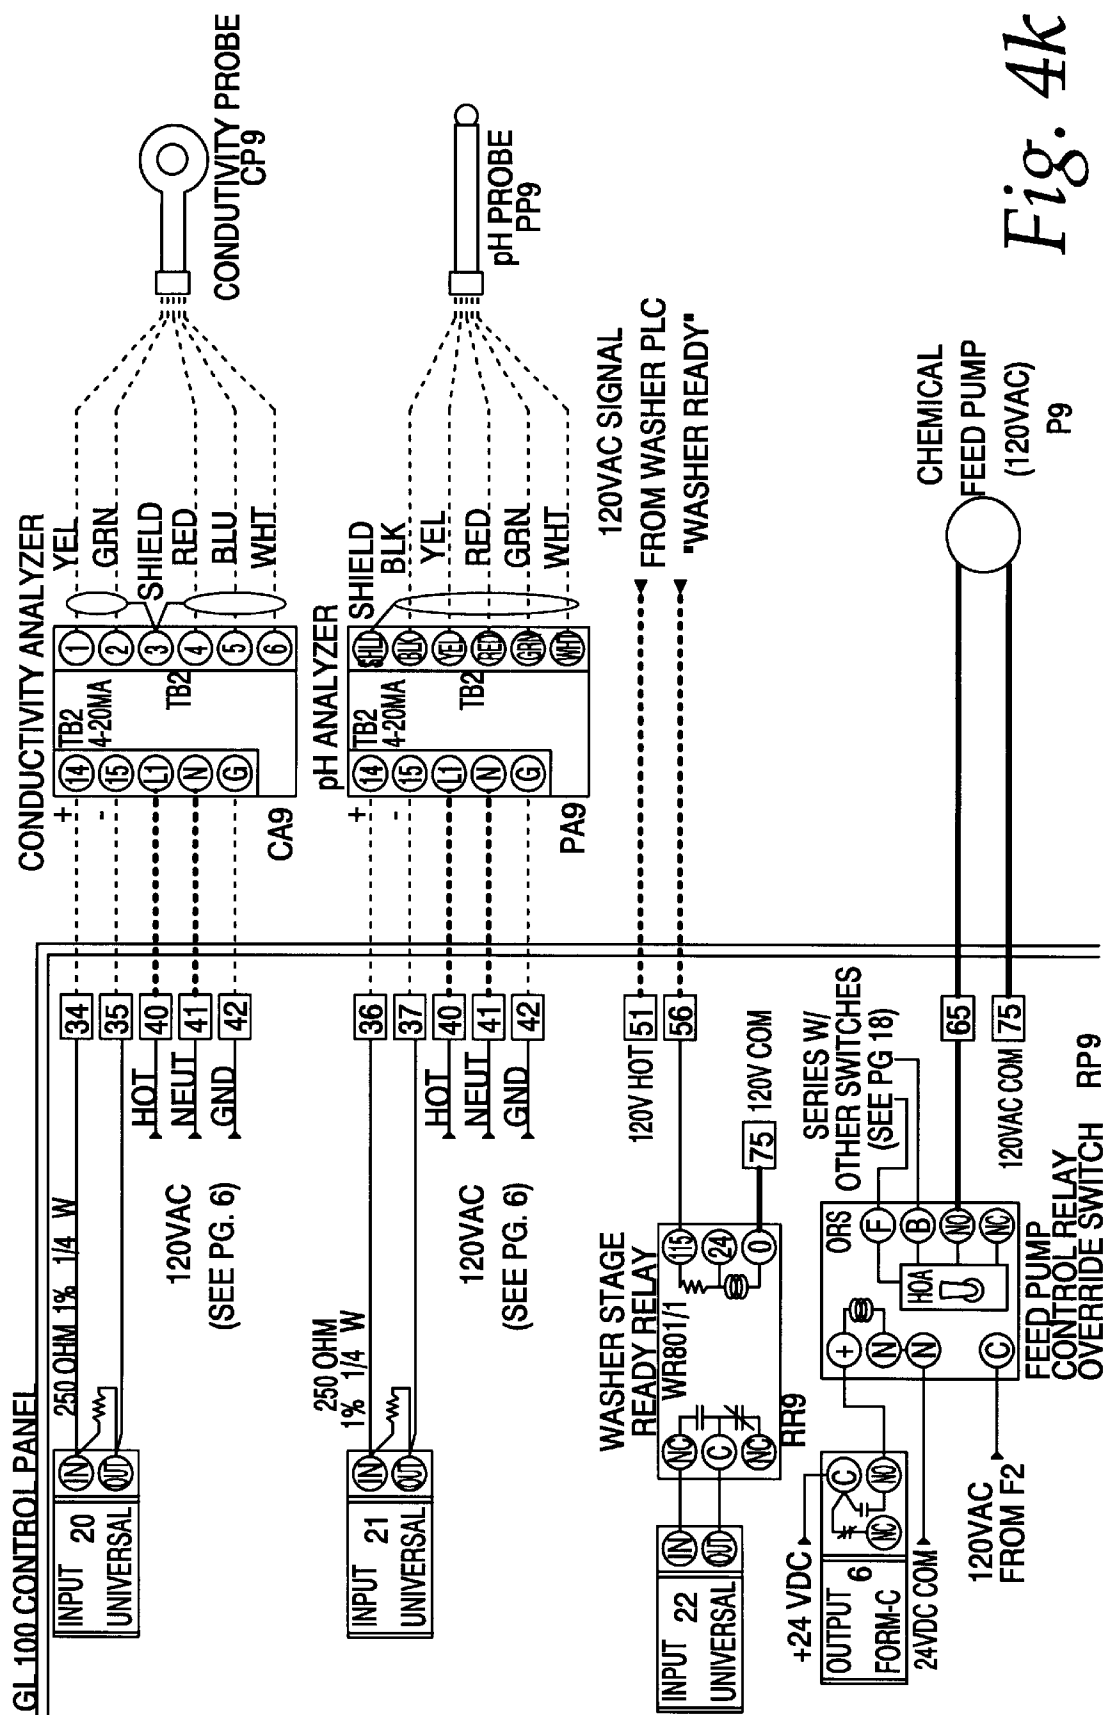 GL 100 CONTROL PANEL
INPUT 20
UNIVERSAL
IN
OUT
250 OHM 1% 1/4 W
34
35
40
41
42
HOT
NEUT
GND
120VAC
(SEE PG. 6)
CONDUCTIVITY ANALYZER
+
-
14
15
L1
N
G
TB2
4-20MA
TB2
CA9
1
2
3
4
5
6
YEL
GRN
SHIELD
RED
BLU
WHT
CONDUTIVITY PROBE
CP9
INPUT 21
UNIVERSAL
IN
OUT
250 OHM
1% 1/4 W
36
37
40
41
42
HOT
NEUT
GND
120VAC
(SEE PG. 6)
pH ANALYZER
+
-
14
15
L1
N
G
TB2
4-20MA
TB2
PA9
SHLD
BLK
YEL
RED
GRN
WHT
SHIELD
BLK
YEL
RED
GRN
WHT
pH PROBE
PP9
INPUT 22
UNIVERSAL
IN
OUT
WASHER STAGE
READY RELAY
WR801/1
NC
C
NC
RR9
115
24
0
75
120V COM
120V HOT
51
56
120VAC SIGNAL
FROM WASHER PLC
"WASHER READY"
+24 VDC
OUTPUT 6
FORM-C
C
NC
NO
24VDC COM
120VAC
FROM F2
+
N
N
C
HOA
ORS
F
B
NO
NC
SERIES W/
OTHER SWITCHES
(SEE PG 18)
65
120VAC COM
75
FEED PUMP
CONTROL RELAY
OVERRIDE SWITCH RP9
CHEMICAL
FEED PUMP
(120VAC)
P9
Fig. 4k